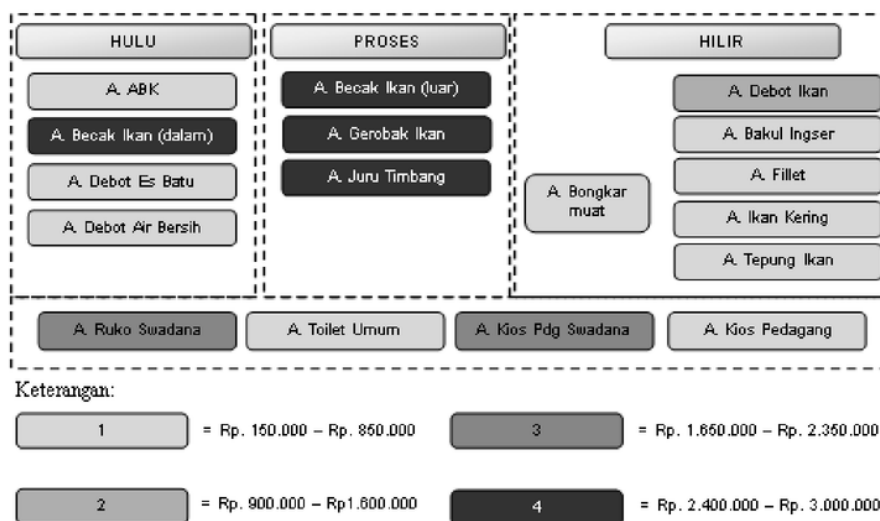 HULU
PROSES
HILIR
A. ABK
A. Becak Ikan (dalam)
A. Debot Es Batu
A. Debot Air Bersih
A. Becak Ikan (luar)
A. Gerobak Ikan
A. Juru Timbang
A. Bongkar
muat
A. Debot Ikan
A. Bakul Ingser
A. Fillet
A. Ikan Kering
A. Tepung Ikan
A. Ruko Swadana
A. Toilet Umum
A. Kios Pdg Swadana
A. Kios Pedagang
Keterangan:
1 = Rp. 150.000 – Rp. 850.000
3 = Rp. 1.650.000 – Rp. 2.350.000
2 = Rp. 900.000 – Rp1.600.000
4 = Rp. 2.400.000 – Rp. 3.000.000